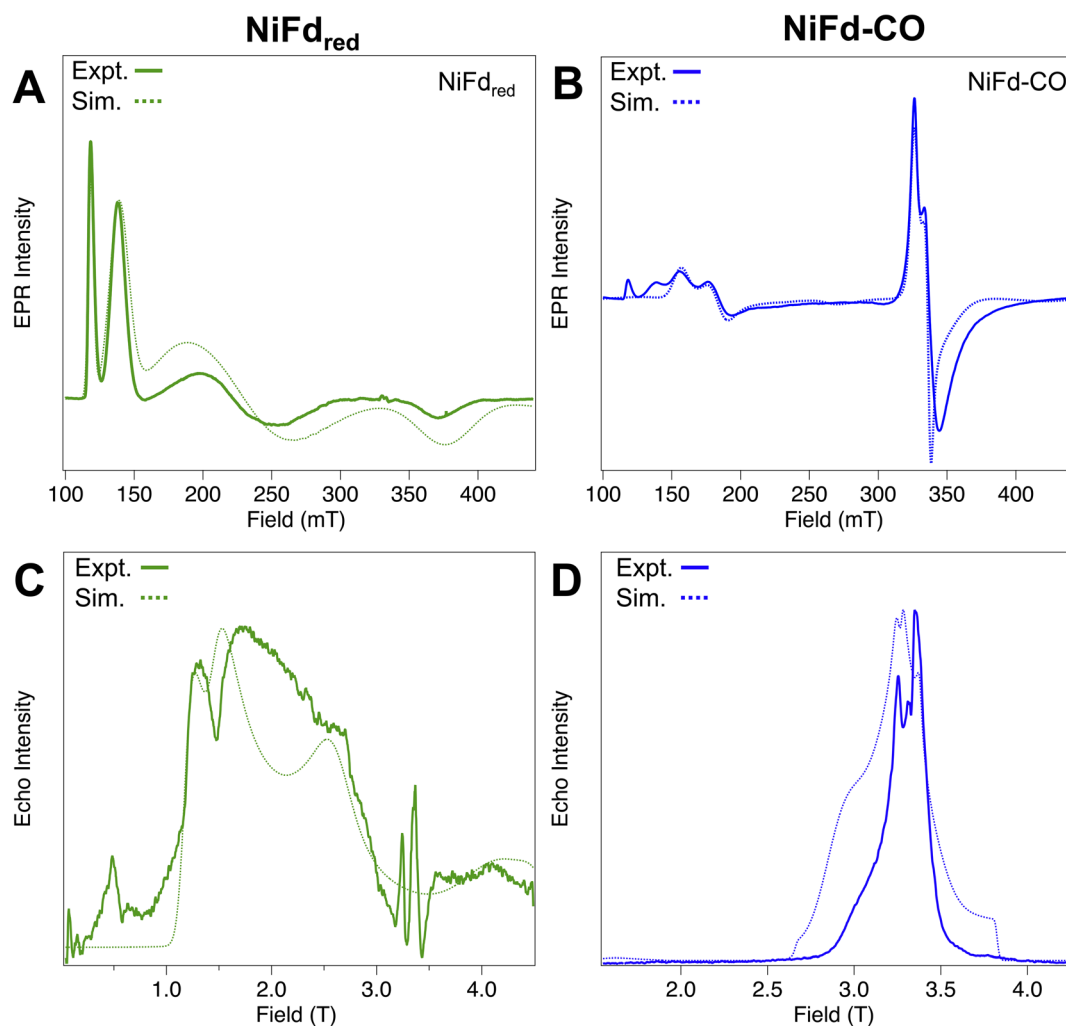 NiFdred
NiFd-CO
A
Expt.
Sim.
NiFdred
EPR Intensity
100 150 200 250 300 350 400
Field (mT)
B
Expt.
Sim.
NiFd-CO
EPR Intensity
100 150 200 250 300 350 400
Field (mT)
C
Expt.
Sim.
Echo Intensity
1.0 2.0 3.0 4.0
Field (T)
D
Expt.
Sim.
Echo Intensity
2.0 2.5 3.0 3.5 4.0
Field (T)